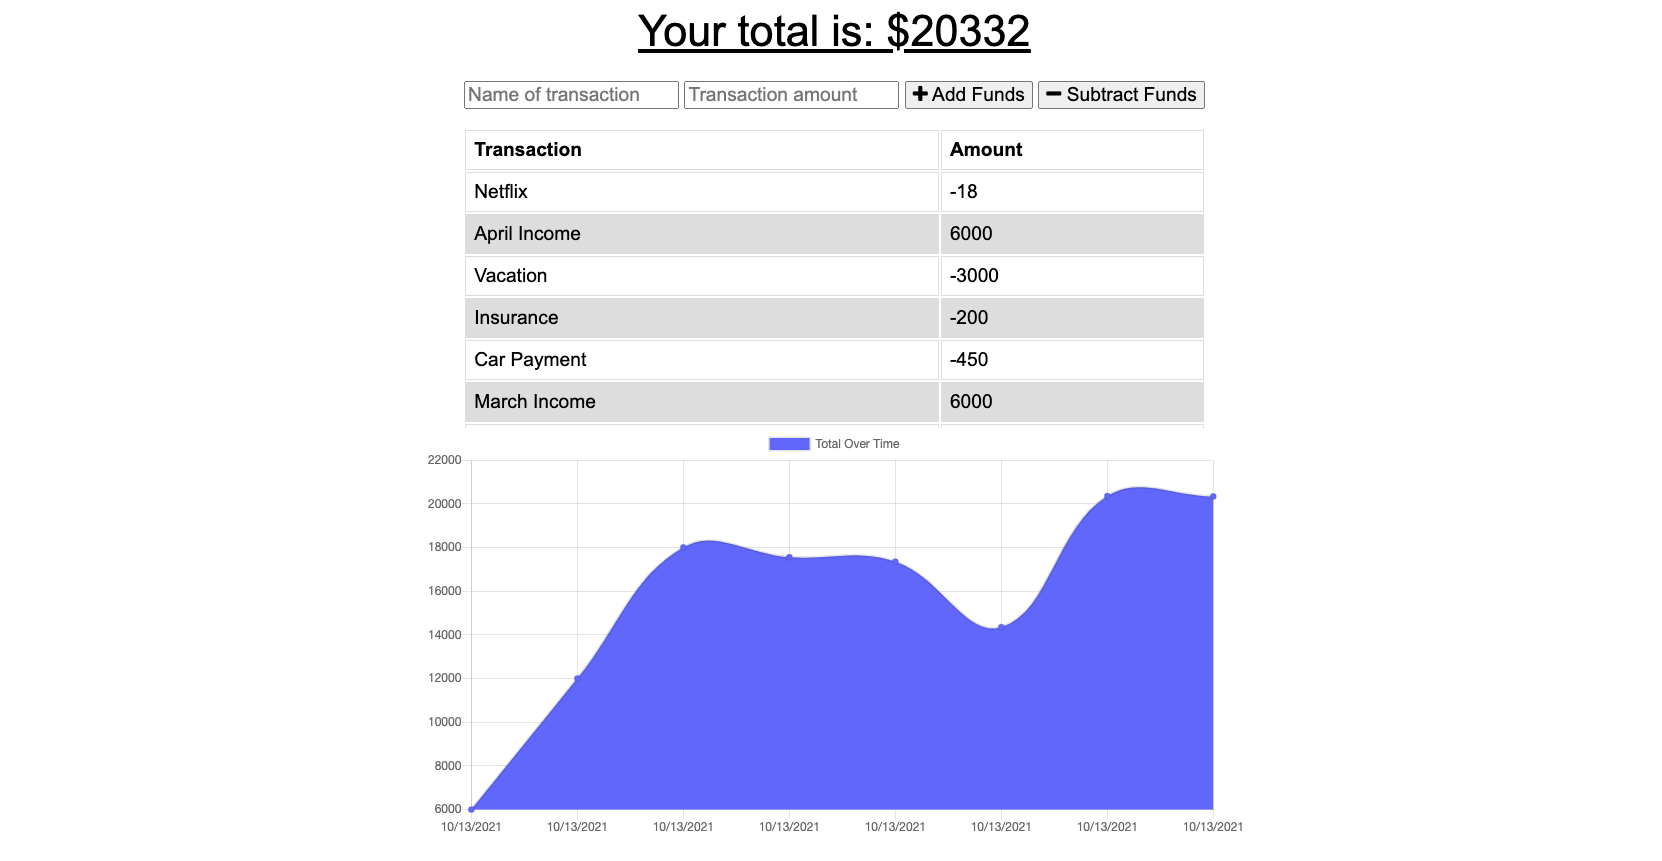 Your total is: $20332
Name of transaction Transaction amount + Add Funds − Subtract Funds
Transaction Amount
Netflix -18
April Income 6000
Vacation -3000
Insurance -200
Car Payment -450
March Income 6000
Total Over Time
22000
20000
18000
16000
14000
12000
10000
8000
6000
10/13/2021 10/13/2021 10/13/2021 10/13/2021 10/13/2021 10/13/2021 10/13/2021 10/13/2021